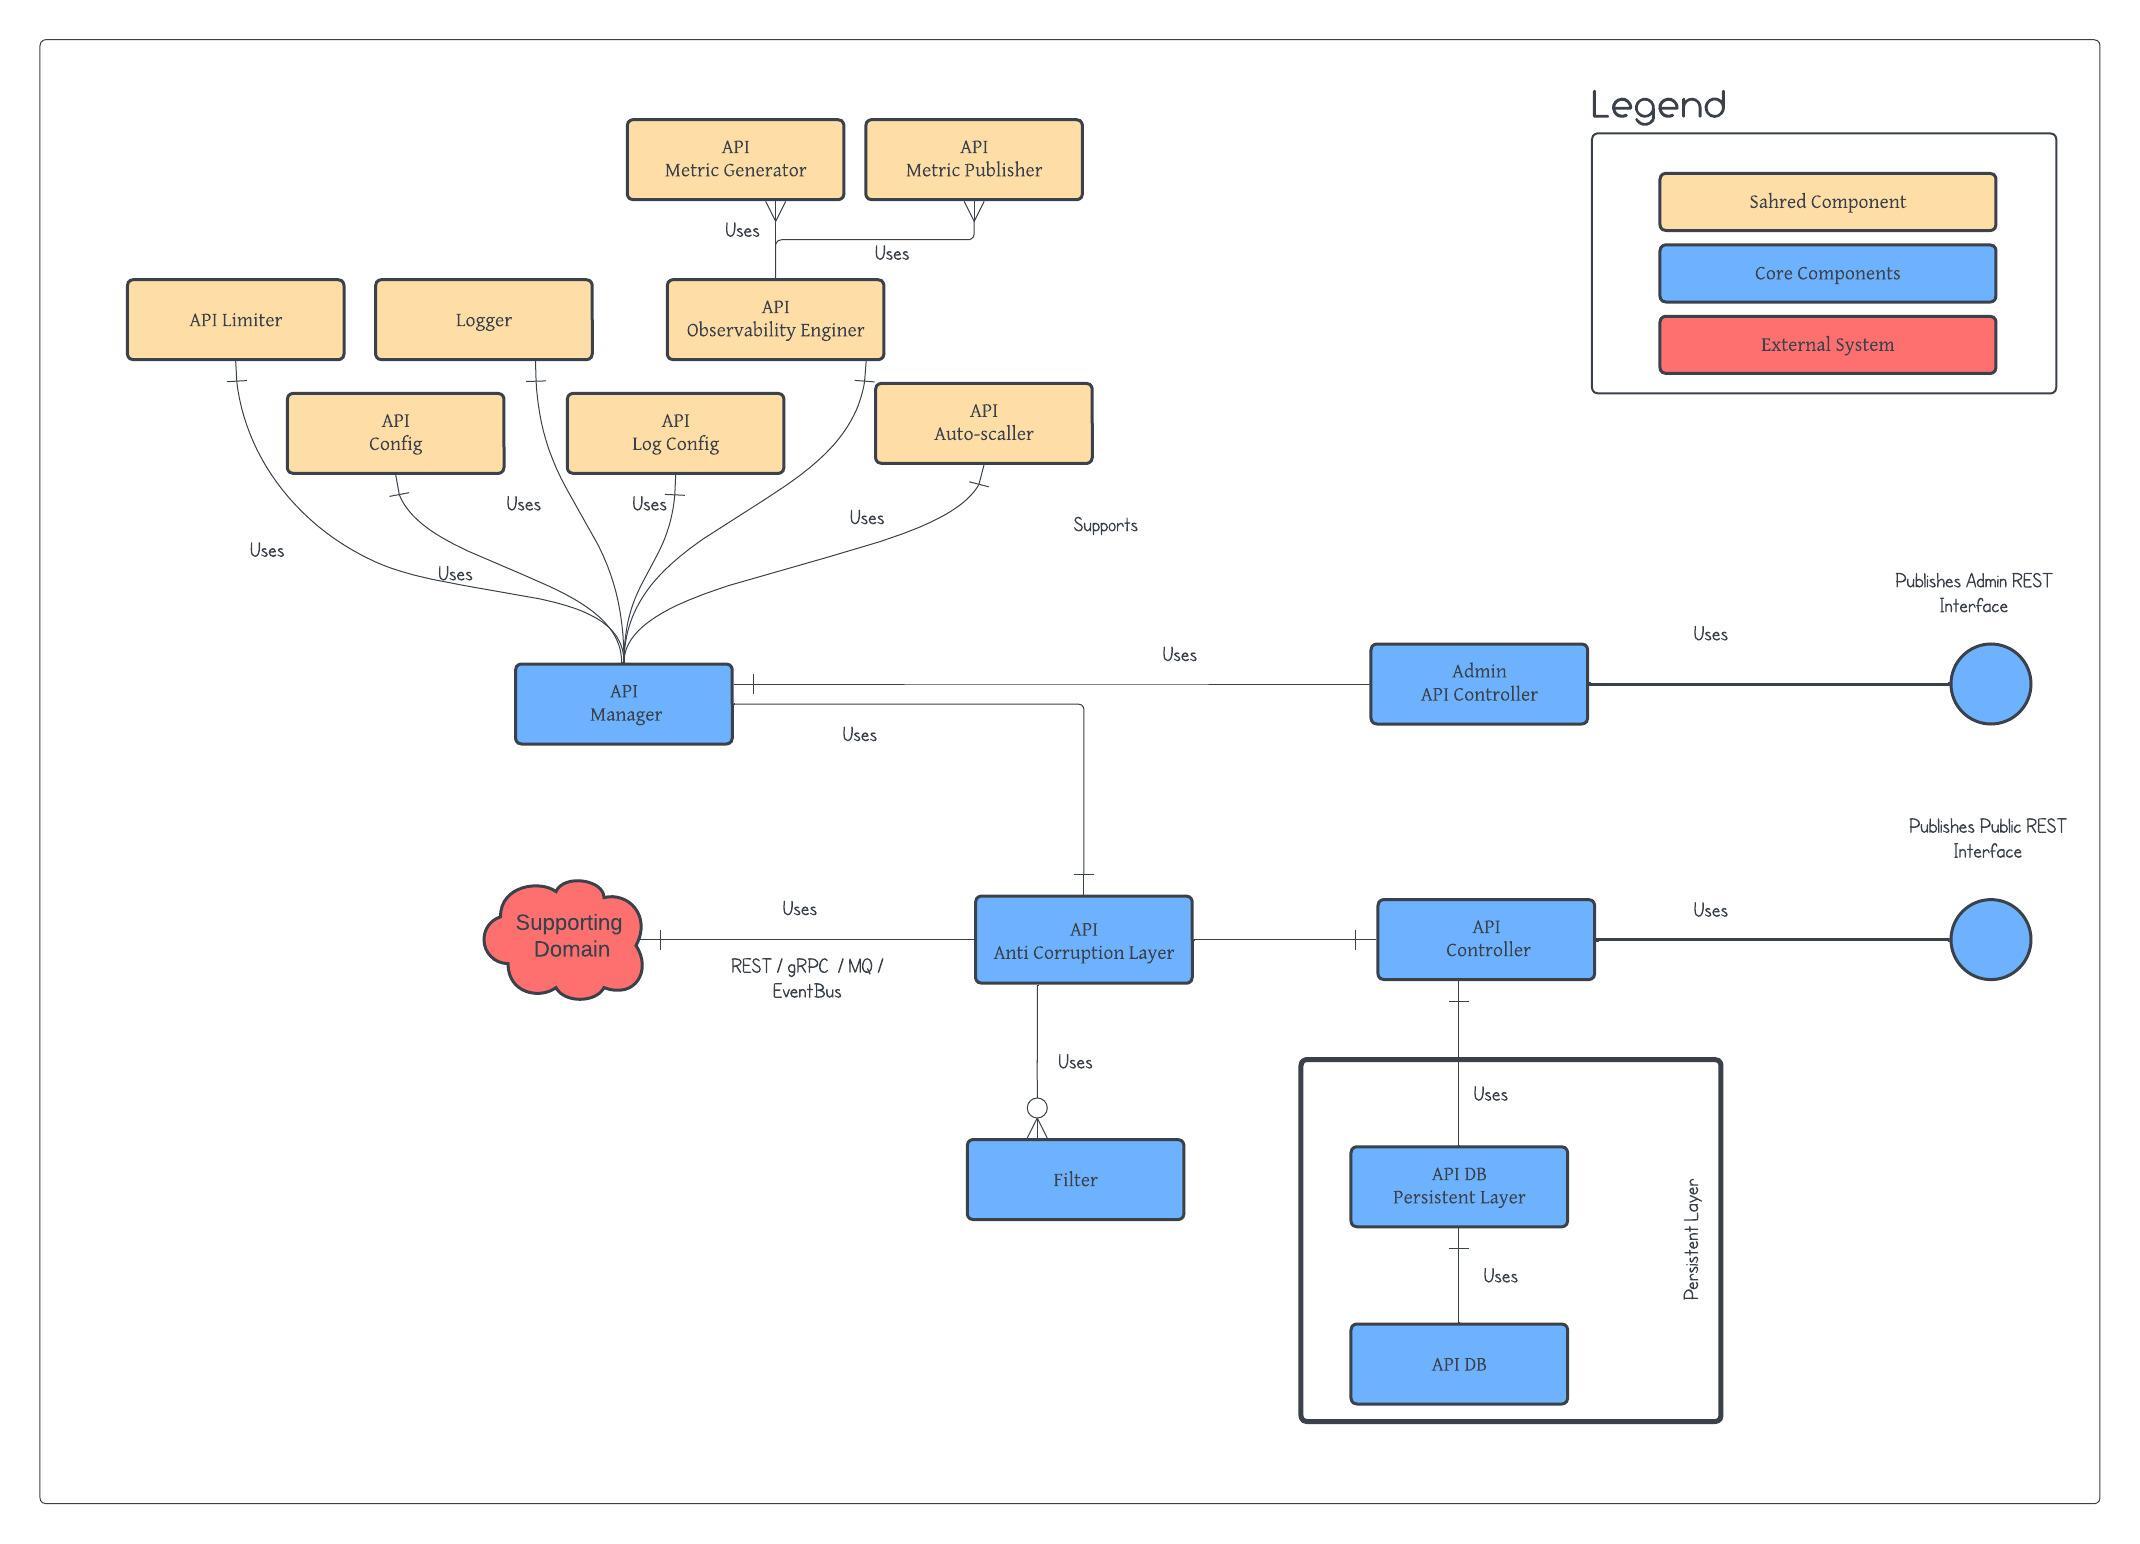 Legend
Sahred Component
Core Components
External System
API
Metric Generator
API
Metric Publisher
Uses
Uses
API Limiter
Logger
API
Observability Enginer
API
Config
API
Log Config
API
Auto-scaller
Uses
Uses
Uses
Supports
Uses
Uses
Publishes Admin REST
Interface
Uses
Uses
API
Manager
Admin
API Controller
Uses
Publishes Public REST
Interface
Supporting
Domain
Uses
REST / gRPC / MQ /
EventBus
API
Anti Corruption Layer
API
Controller
Uses
Uses
Filter
Uses
API DB
Persistent Layer
Uses
API DB
Persistent Layer